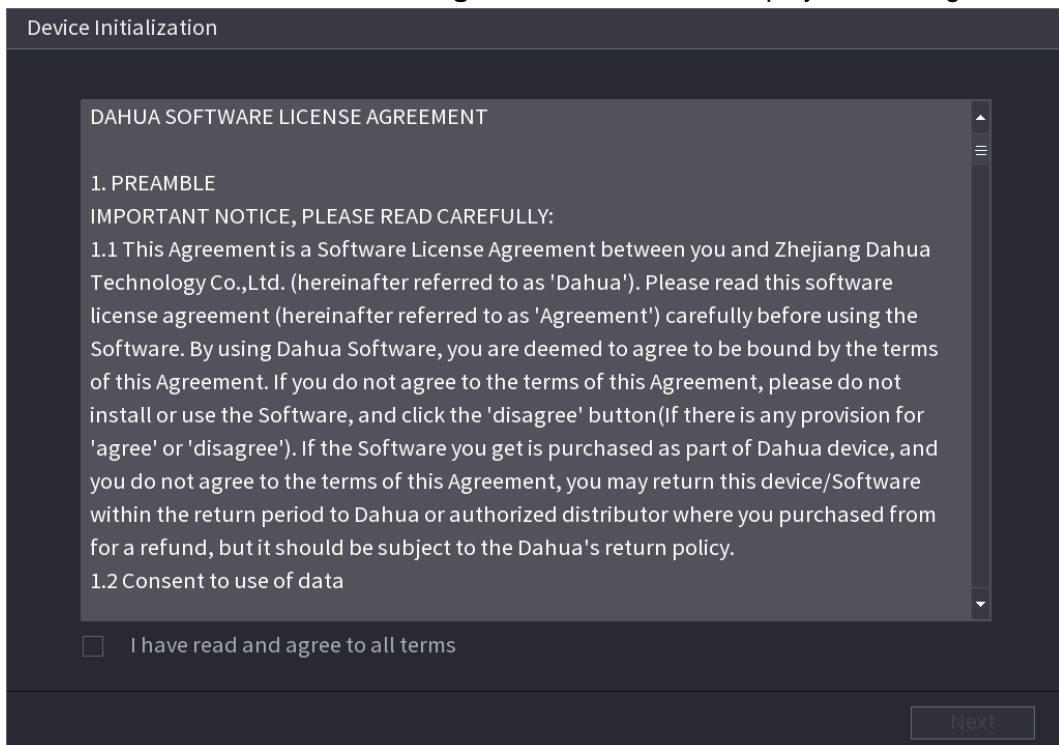 Device Initialization
DAHUA SOFTWARE LICENSE AGREEMENT
1. PREAMBLE
IMPORTANT NOTICE, PLEASE READ CAREFULLY:
1.1 This Agreement is a Software License Agreement between you and Zhejiang Dahua
Technology Co.,Ltd. (hereinafter referred to as 'Dahua'). Please read this software
license agreement (hereinafter referred to as 'Agreement') carefully before using the
Software. By using Dahua Software, you are deemed to agree to be bound by the terms
of this Agreement. If you do not agree to the terms of this Agreement, please do not
install or use the Software, and click the 'disagree' button(If there is any provision for
'agree' or 'disagree'). If the Software you get is purchased as part of Dahua device, and
you do not agree to the terms of this Agreement, you may return this device/Software
within the return period to Dahua or authorized distributor where you purchased from
for a refund, but it should be subject to the Dahua's return policy.
1.2 Consent to use of data
I have read and agree to all terms
Next